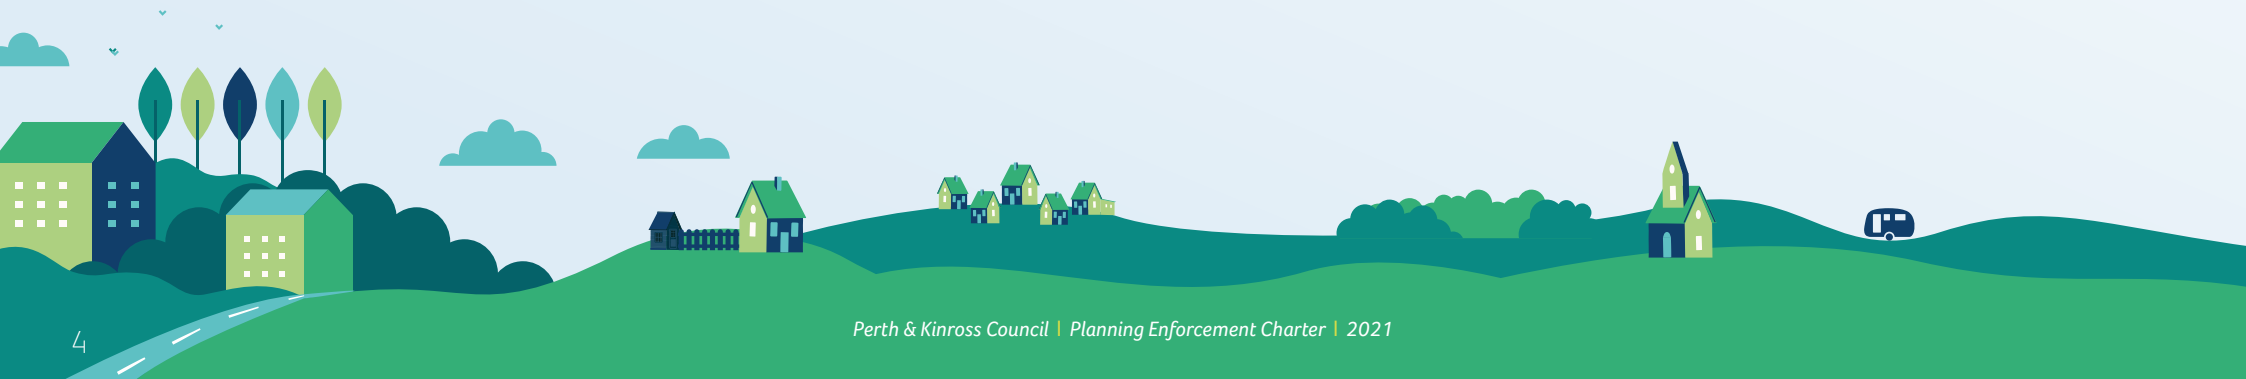 Perth & Kinross Council | Planning Enforcement Charter | 2021
4